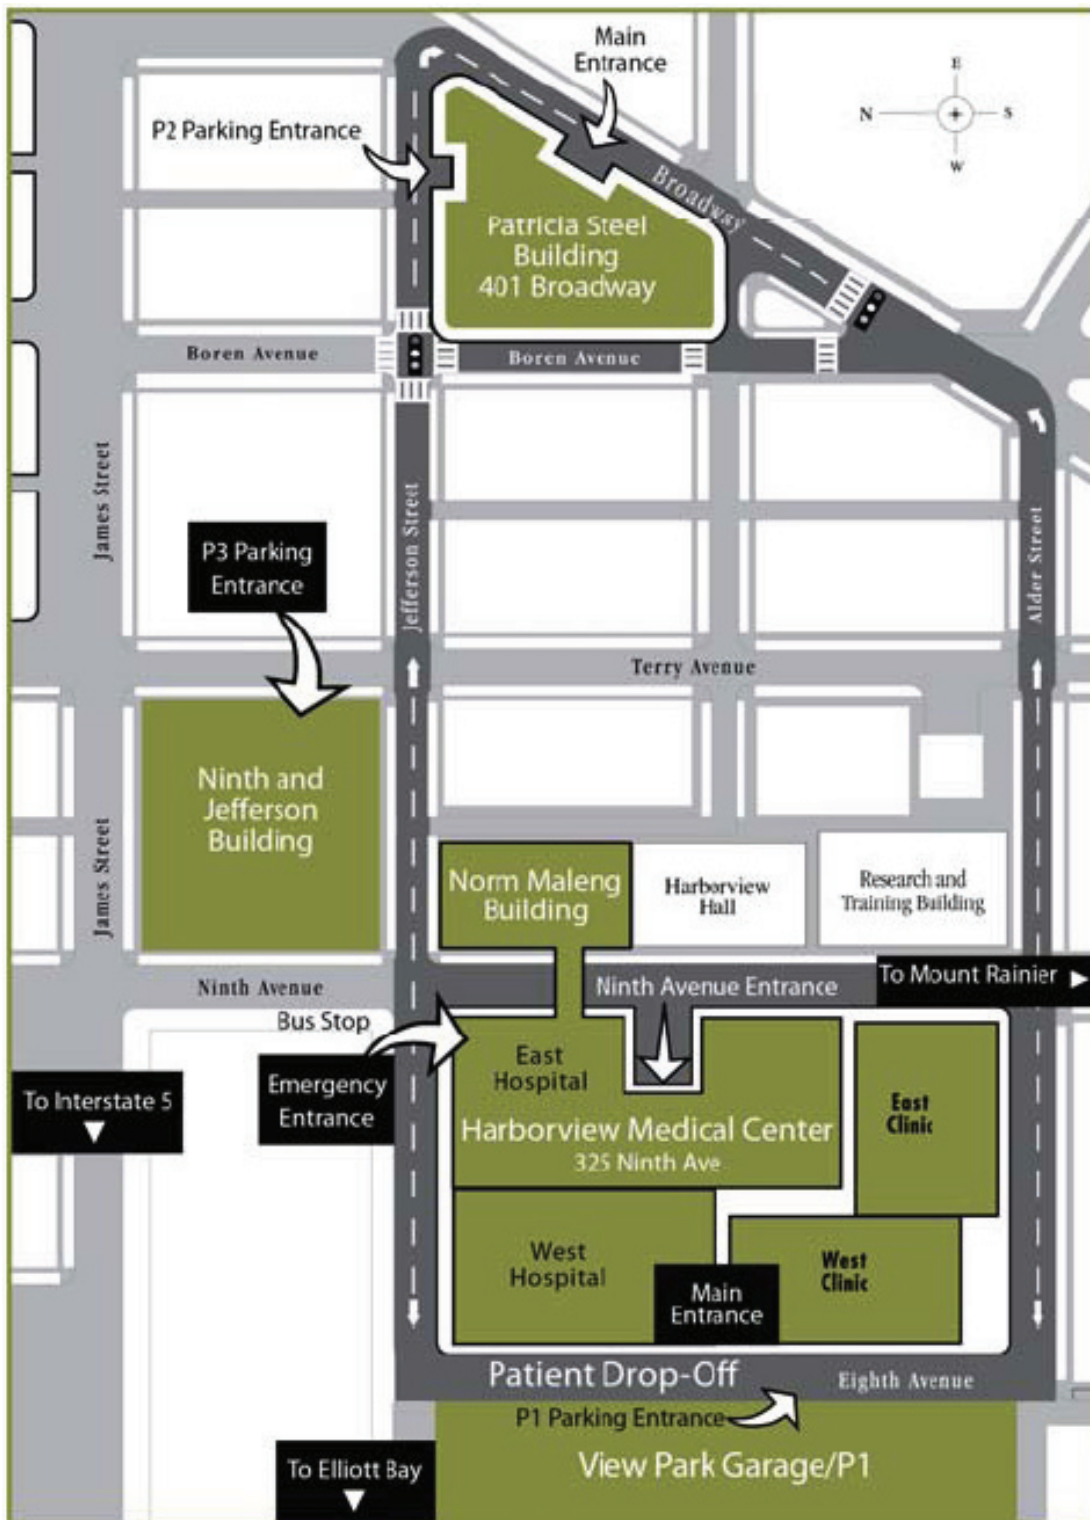 Main
Entrance
E
N
S
W
P2 Parking Entrance
Broadway
Patricia Steel
Building
401 Broadway
Boren Avenue
Boren Avenue
James Street
Jefferson Street
Alder Street
P3 Parking
Entrance
Terry Avenue
Ninth and
Jefferson
Building
James Street
Norm Maleng
Building
Harborview
Hall
Research and
Training Building
Ninth Avenue
Ninth Avenue Entrance
To Mount Rainier
Bus Stop
Emergency
Entrance
East
Hospital
To Interstate 5
East
Clinic
Harborview Medical Center
325 Ninth Ave
West
Hospital
West
Clinic
Main
Entrance
Patient Drop-Off
Eighth Avenue
P1 Parking Entrance
To Elliott Bay
View Park Garage/P1